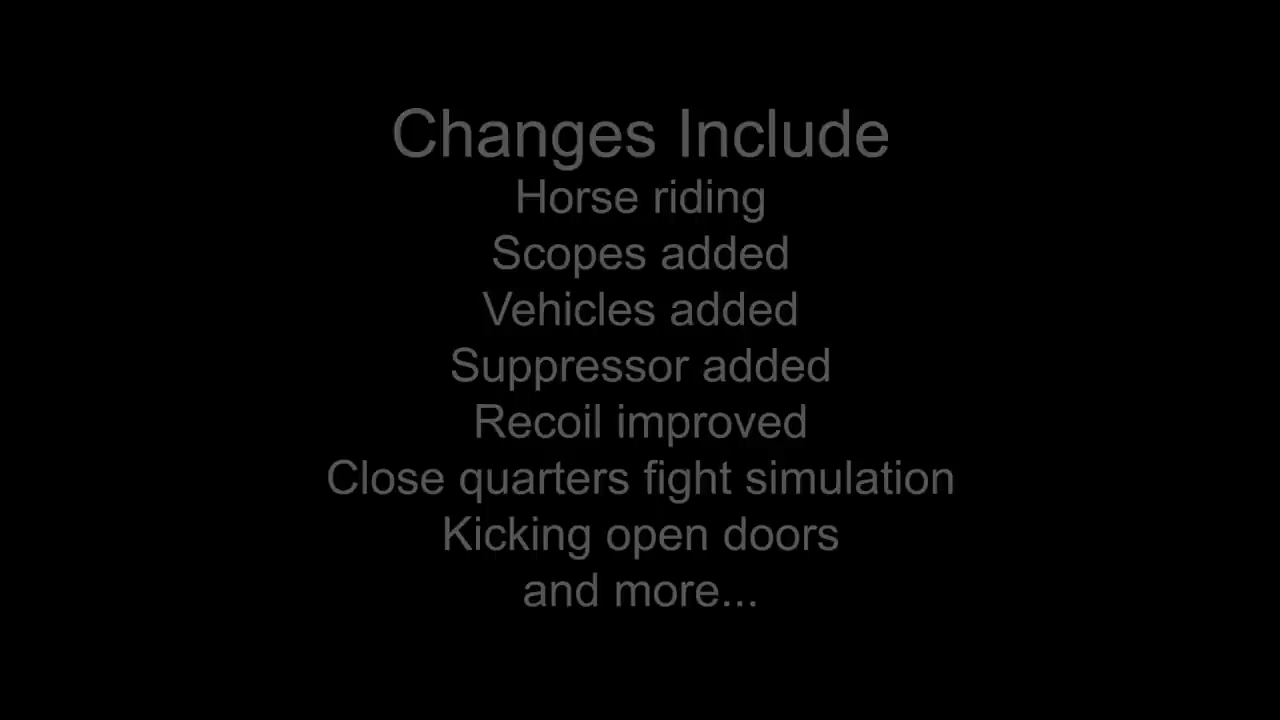 Changes Include
Horse riding
Scopes added
Vehicles added
Suppressor added
Recoil improved
Close quarters fight simulation
Kicking open doors
and more...